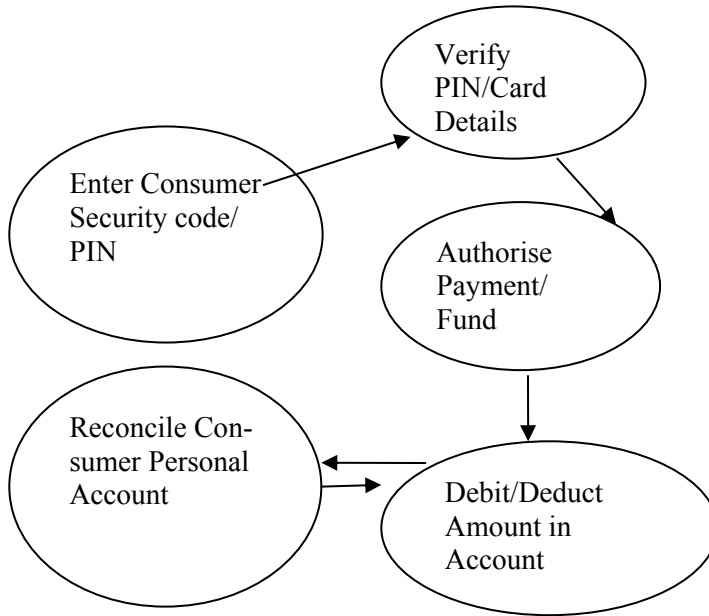 Verify
PIN/Card
Details
Enter Consumer
Security code/
PIN
Authorise
Payment/
Fund
Reconcile Con-
sumer Personal
Account
Debit/Deduct
Amount in
Account